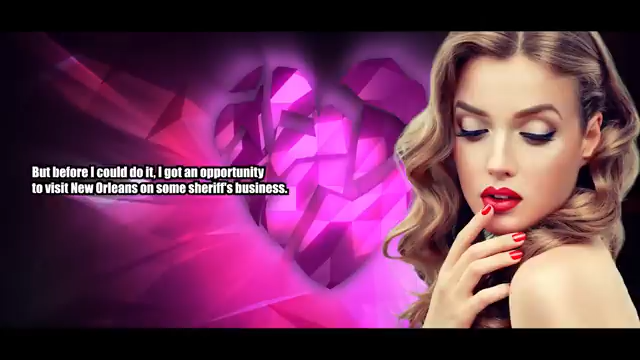 But before I could do it, I got an opportunity
to visit New Orleans on some sheriff's business.